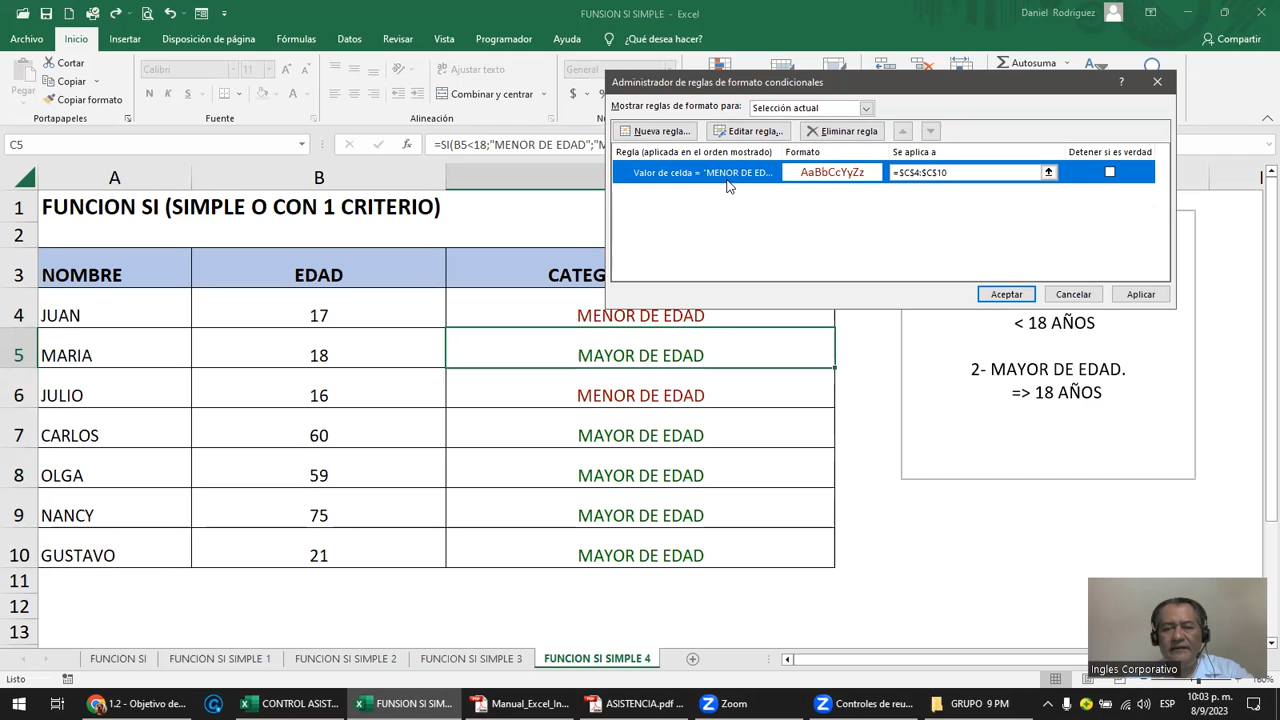 FUNSION SI SIMPLE - Excel
Daniel Rodriguez
Archivo Inicio Insertar Disposición de página Fórmulas Datos Revisar Vista Programador Ayuda ¿Qué desea hacer? Compartir
Pegar
Cortar
Copiar
Copiar formato
Portapapeles
Calibri 11
Fuente
Ajustar texto
Combinar y centrar
General
$
Autosuma
Administrador de reglas de formato condicionales
Mostrar reglas de formato para: Selección actual
Nueva regla... Editar regla... Eliminar regla
Regla (aplicada en el orden mostrado) Formato Se aplica a Detener si es verdad
Valor de celda = "MENOR DE ED... AaBbCcYyZz =$C$4:$C$10
Aceptar Cancelar Aplicar
C5 =SI(B5<18;"MENOR DE EDAD";"M
A B
1 FUNCION SI (SIMPLE O CON 1 CRITERIO)
2
3 NOMBRE EDAD CATEG
4 JUAN 17 MENOR DE EDAD
5 MARIA 18 MAYOR DE EDAD
6 JULIO 16 MENOR DE EDAD
7 CARLOS 60 MAYOR DE EDAD
8 OLGA 59 MAYOR DE EDAD
9 NANCY 75 MAYOR DE EDAD
10 GUSTAVO 21 MAYOR DE EDAD
11
12
13
< 18 AÑOS
2- MAYOR DE EDAD.
=> 18 AÑOS
Ingles Corporativo
FUNCION SI FUNCION SI SIMPLE 1 FUNCION SI SIMPLE 2 FUNCION SI SIMPLE 3 FUNCION SI SIMPLE 4
Listo
160%
1.2 - Objetivo de... CONTROL ASIST... FUNSION SI SIM... Manual_Excel_In... ASISTENCIA.pdf ... Zoom Controles de reu... GRUPO 9 PM
ESP
10:03 p. m.
8/9/2023